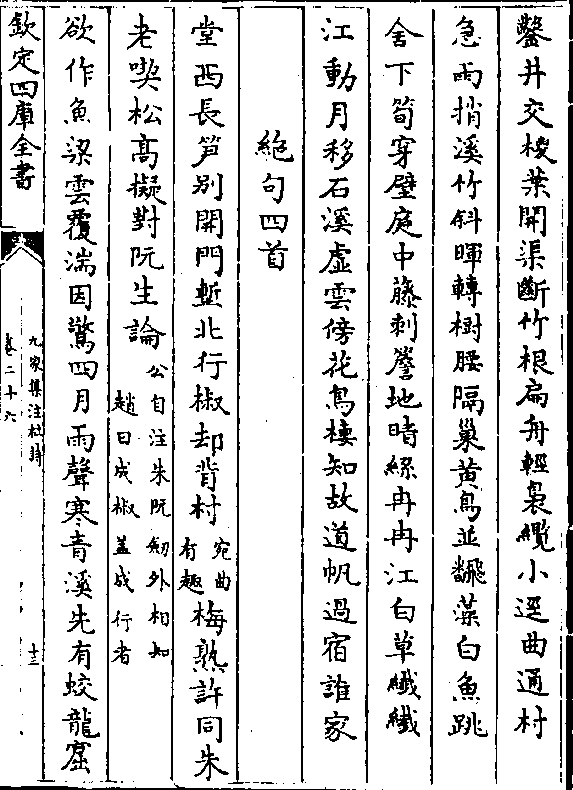 鑿井交椶葉開渠斷竹根扁舟輕裊纜小逕曲通村
急雨捎溪竹斜暉轉樹腰隔巢黃鳥並飜藻白魚跳
舍下筍穿壁庭中藤刺簷地晴絲冉冉江白草纖纖
江動月移石溪虛雲傍花鳥棲知故道帆過宿誰家
絶句四首
堂西長笋别開門塹北行椒却背村宛曲有趣梅熟許同朱
老喫松髙擬對阮生論公自注朱阮劒外相知趙曰成椒蓋成行者
欲作魚梁雲覆湍因驚四月雨聲寒青溪先有蛟龍窟
欽定四庫全書
九家集注杜詩
卷二十六
十三